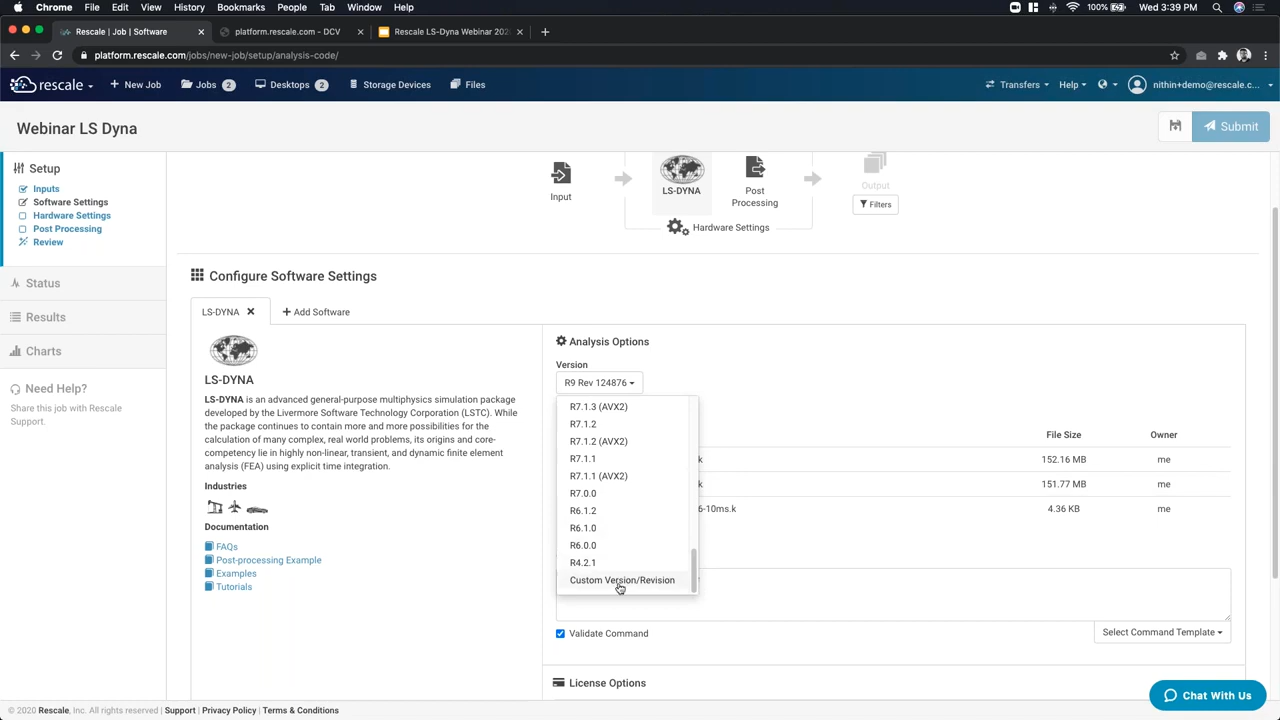 Chrome File Edit View History Bookmarks People Tab Window Help 100% Wed 3:39 PM
Rescale | Job | Software platform.rescale.com - DCV Rescale LS-Dyna Webinar 202
platform.rescale.com/jobs/new-job/setup/analysis-code/
rescale + New Job Jobs 2 Desktops 2 Storage Devices Files Transfers Help nithin+demo@rescale.c...
Webinar LS Dyna Submit
Setup
Inputs
Software Settings
Hardware Settings
Post Processing
Review
Status
Results
Charts
Need Help?
Share this job with Rescale
Support.
Input
LS-DYNA
Post
Processing
Output
Filters
Hardware Settings
Configure Software Settings
LS-DYNA + Add Software
LS-DYNA
LS-DYNA
LS-DYNA is an advanced general-purpose multiphysics simulation package
developed by the Livermore Software Technology Corporation (LSTC). While
the package continues to contain more and more possibilities for the
calculation of many complex, real world problems, its origins and core-
competency lie in highly non-linear, transient, and dynamic finite element
analysis (FEA) using explicit time integration.
Industries
Documentation
FAQs
Post-processing Example
Examples
Tutorials
Analysis Options
Version
R9 Rev 124876
R7.1.3 (AVX2)
R7.1.2
R7.1.2 (AVX2)
R7.1.1
R7.1.1 (AVX2)
R7.0.0
R6.1.2
R6.1.0
R6.0.0
R4.2.1
Custom Version/Revision
File Size Owner
k 152.16 MB me
k 151.77 MB me
6-10ms.k 4.36 KB me
Validate Command
Select Command Template
License Options
Chat With Us
© 2020 Rescale, Inc. All rights reserved | Support | Privacy Policy | Terms & Conditions